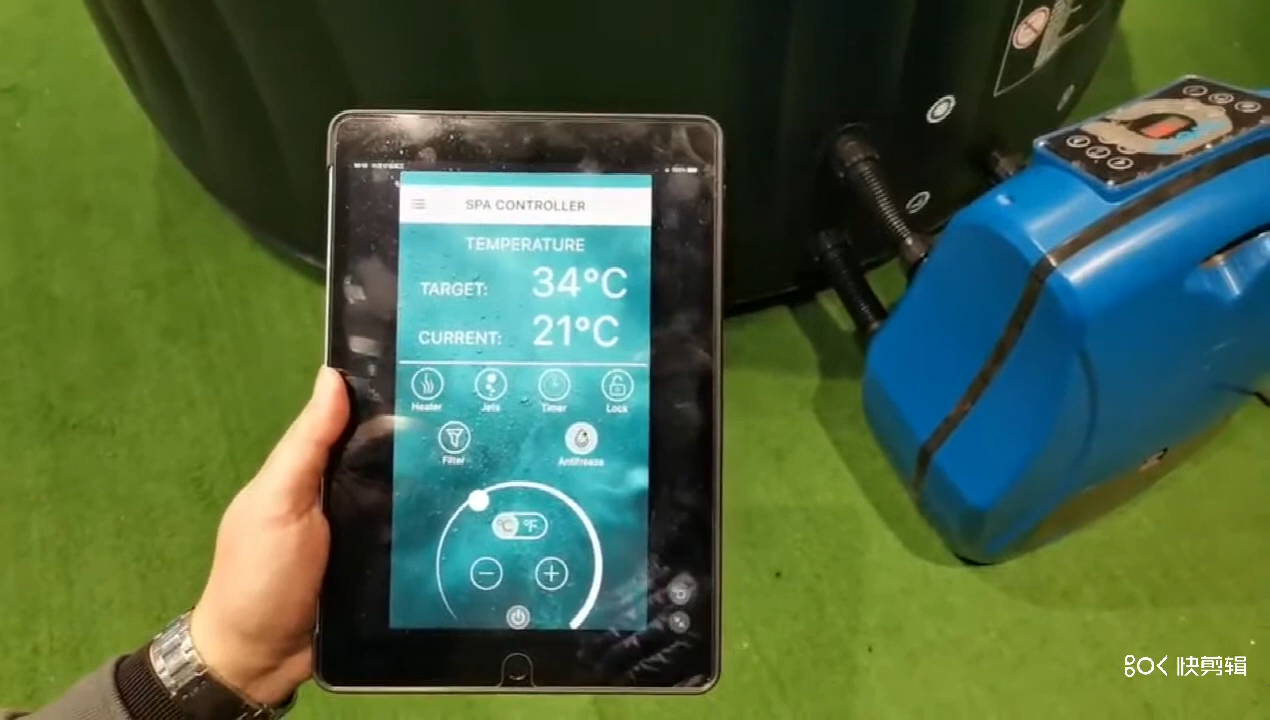 SPA CONTROLLER
TEMPERATURE
TARGET: 34°C
CURRENT: 21°C
Heater Jets Timer Lock
Filter Antifreeze
°C °F
快剪辑